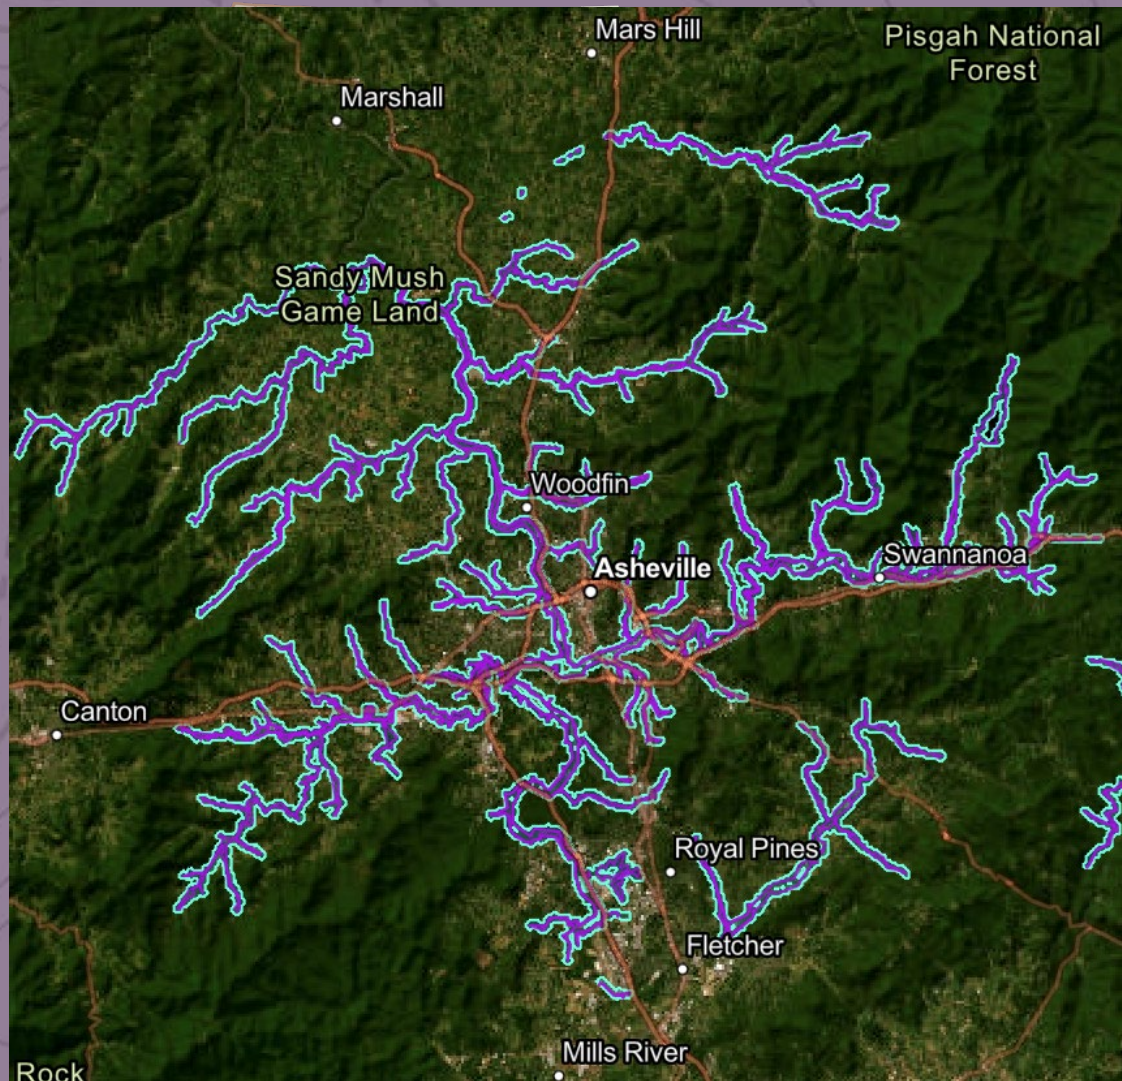 Mars Hill
Pisgah National
Forest
Marshall
Sandy Mush
Game Land
Woodfin
Swannanoa
Asheville
Canton
Royal Pines
Fletcher
Mills River
Rock